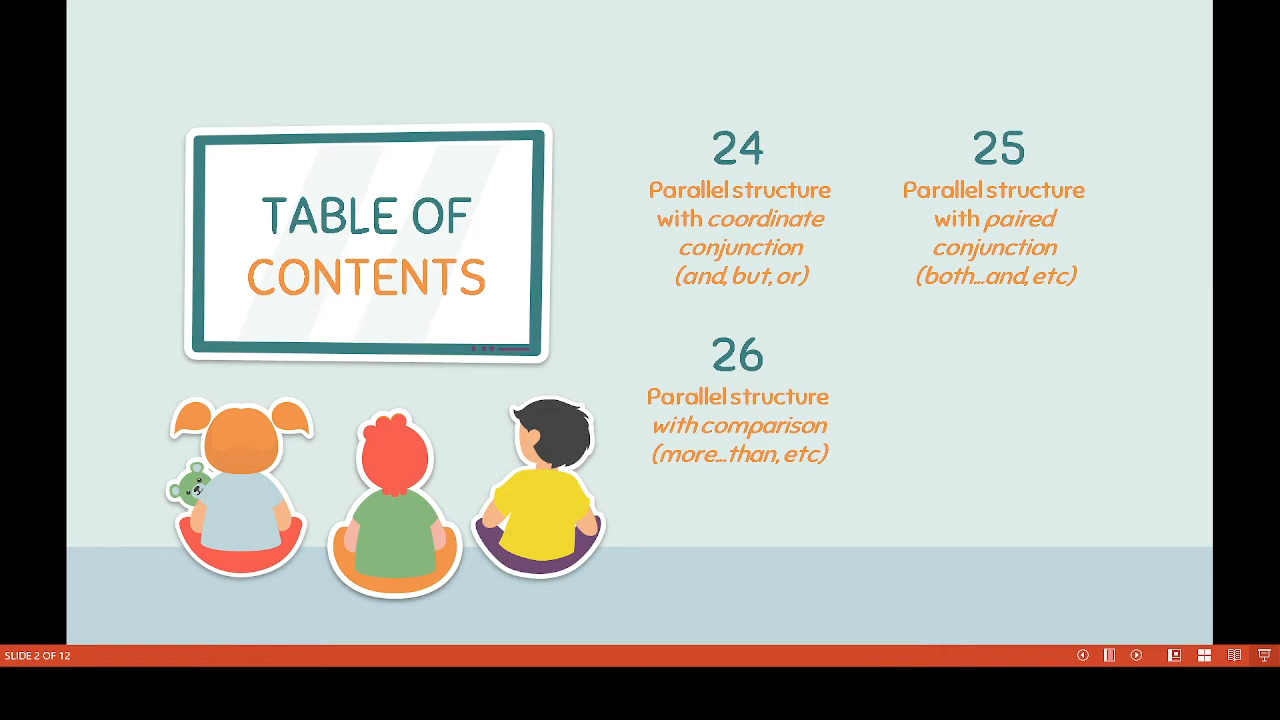 TABLE OF
CONTENTS
24
Parallel structure
with coordinate
conjunction
(and, but, or)
25
Parallel structure
with paired
conjunction
(both...and, etc)
26
Parallel structure
with comparison
(more...than, etc)
SLIDE 2 OF 12